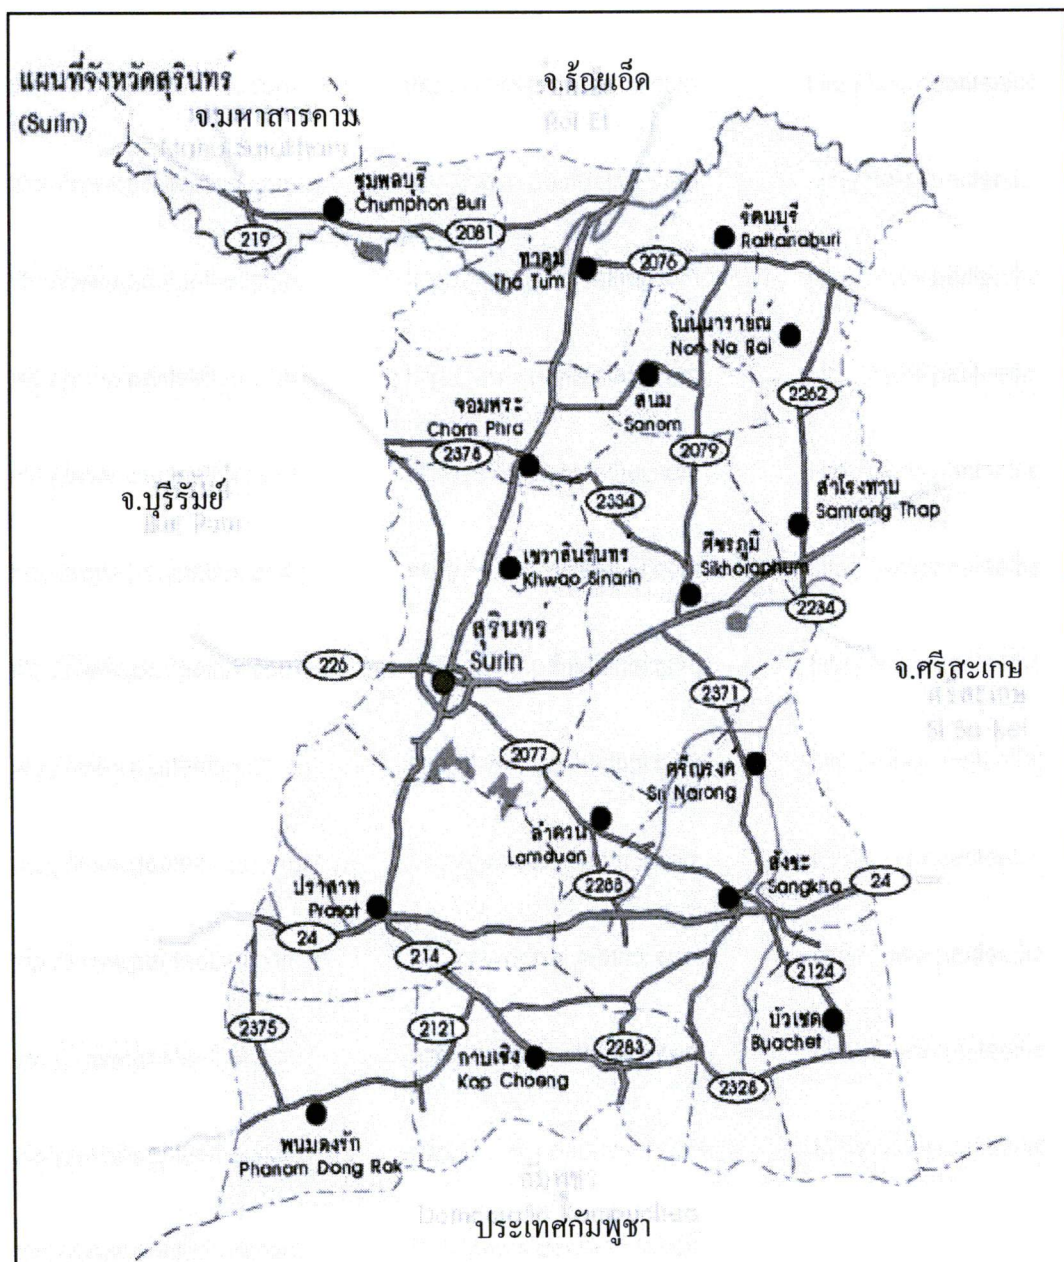 แผนที่จังหวัดสุรินทร์
(Surin)
จ.ร้อยเอ็ด
จ.มหาสารคาม
ชุมพลบุรี
Chumphon Buri
219
2081
ท่าตูม
Tha Tum
2076
รัตนบุรี
Rattanaburi
โนนนารายณ์
Non Na Rai
สนม
Sanom
2262
จอมพระ
Chom Phra
2378
2079
2334
จ.บุรีรัมย์
สำโรงทาบ
Samrong Thap
เขวาสินรินทร์
Khwao Sinarin
ศีขรภูมิ
Sikhoraphum
2234
สุรินทร์
Surin
226
จ.ศรีสะเกษ
2371
2077
ศรีณรงค์
Sri Narong
ลำดวน
Lamduan
2283
สังขะ
Sangkha
24
ปราสาท
Prasat
24
214
2124
2375
2121
กาบเชิง
Kap Choeng
2283
บัวเชด
Buachet
2328
พนมดงรัก
Phanom Dong Rak
ประเทศกัมพูชา